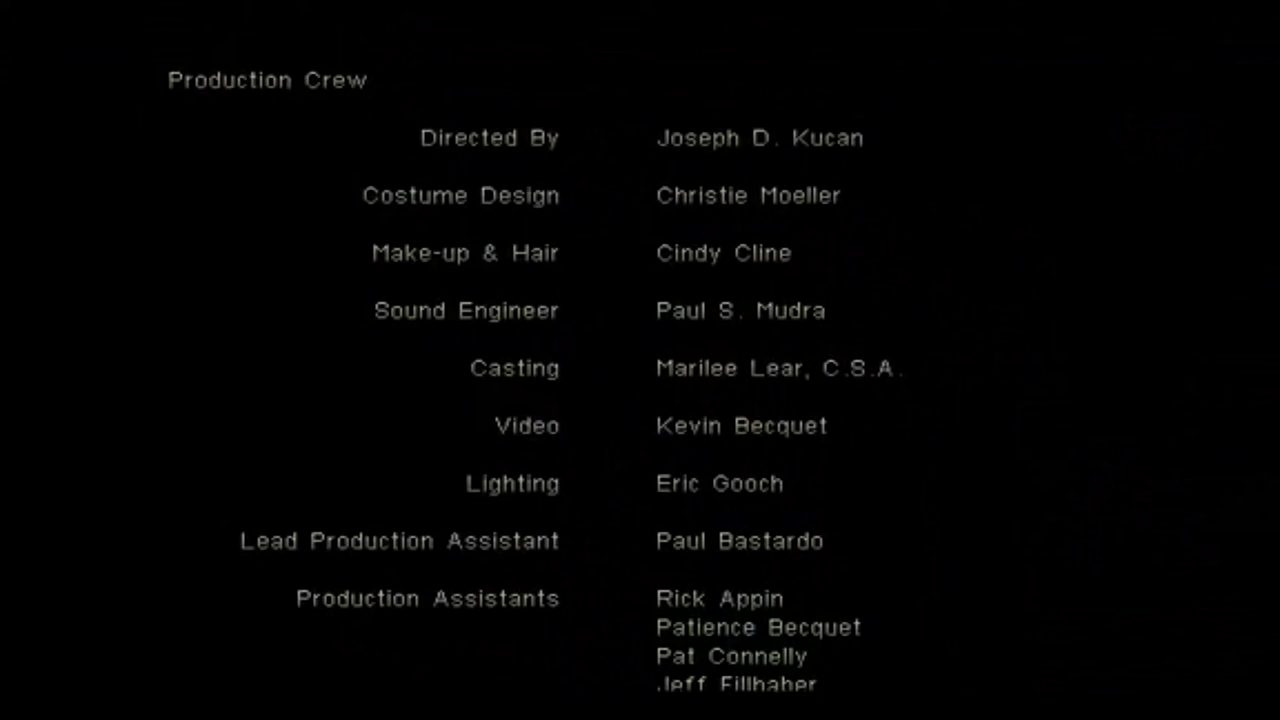 Production Crew
Directed By Joseph D. Kucan
Costume Design Christie Moeller
Make-up & Hair Cindy Cline
Sound Engineer Paul S. Mudra
Casting Marilee Lear, C.S.A.
Video Kevin Becquet
Lighting Eric Gooch
Lead Production Assistant Paul Bastardo
Production Assistants Rick Appin
Patience Becquet
Pat Connelly
Jeff Fillhaber